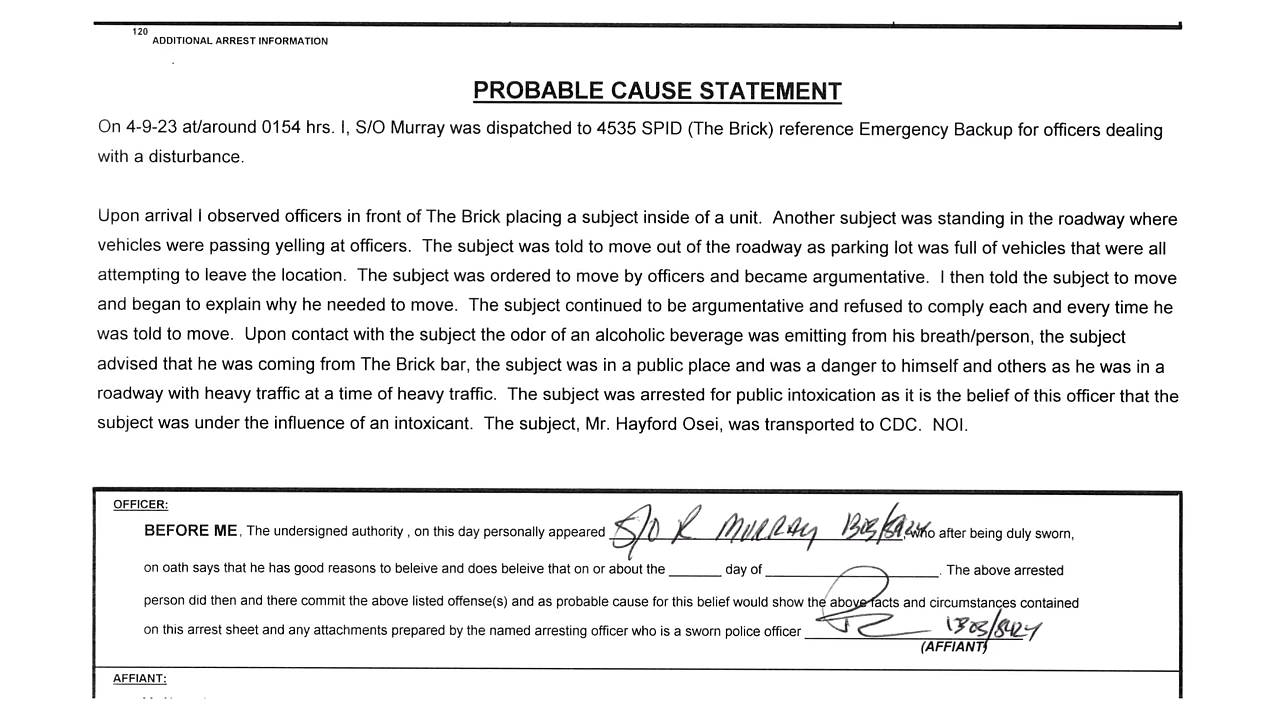 120 ADDITIONAL ARREST INFORMATION
PROBABLE CAUSE STATEMENT
On 4-9-23 at/around 0154 hrs. I, S/O Murray was dispatched to 4535 SPID (The Brick) reference Emergency Backup for officers dealing
with a disturbance.
Upon arrival I observed officers in front of The Brick placing a subject inside of a unit. Another subject was standing in the roadway where
vehicles were passing yelling at officers. The subject was told to move out of the roadway as parking lot was full of vehicles that were all
attempting to leave the location. The subject was ordered to move by officers and became argumentative. I then told the subject to move
and began to explain why he needed to move. The subject continued to be argumentative and refused to comply each and every time he
was told to move. Upon contact with the subject the odor of an alcoholic beverage was emitting from his breath/person, the subject
advised that he was coming from The Brick bar, the subject was in a public place and was a danger to himself and others as he was in a
roadway with heavy traffic at a time of heavy traffic. The subject was arrested for public intoxication as it is the belief of this officer that the
subject was under the influence of an intoxicant. The subject, Mr. Hayford Osei, was transported to CDC. NOI.
OFFICER:
BEFORE ME, The undersigned authority , on this day personally appeared S/O R MURRAY 1303/8424 who after being duly sworn,
on oath says that he has good reasons to beleive and does beleive that on or about the ______ day of ______. The above arrested
person did then and there commit the above listed offense(s) and as probable cause for this belief would show the above facts and circumstances contained
on this arrest sheet and any attachments prepared by the named arresting officer who is a sworn police officer 1303/8424
(AFFIANT)
AFFIANT: